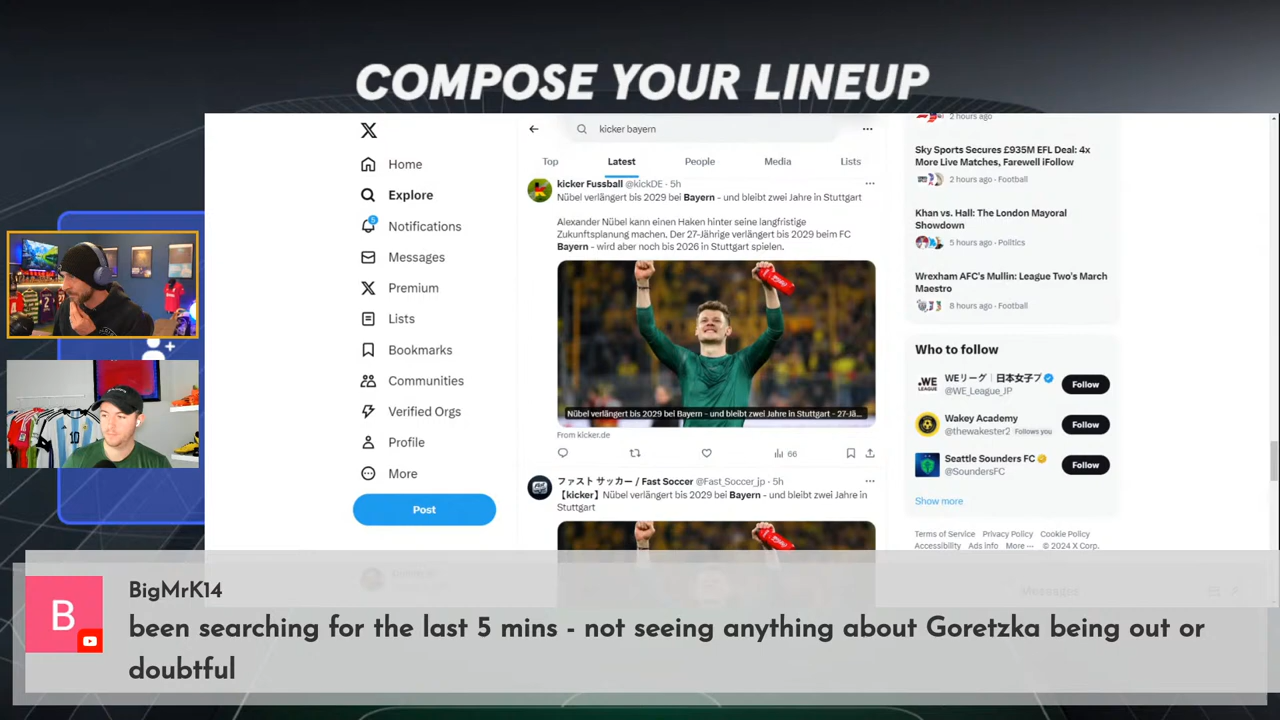 COMPOSE YOUR LINEUP
X
kicker bayern
Home
Explore
Notifications
5
Messages
Premium
Lists
Bookmarks
Communities
Verified Orgs
Profile
More
Post
Top
Latest
People
Media
Lists
kicker Fussball @kickDE · 5h
Nübel verlängert bis 2029 bei Bayern - und bleibt zwei Jahre in Stuttgart
Alexander Nübel kann einen Haken hinter seine langfristige
Zukunftsplanung machen. Der 27-Jährige verlängert bis 2029 beim FC
Bayern - wird aber noch bis 2026 in Stuttgart spielen.
Nübel verlängert bis 2029 bei Bayern - und bleibt zwei Jahre in Stuttgart - 27-Jä...
From kicker.de
66
ファスト サッカー / Fast Soccer @Fast_Soccer_jp · 5h
【kicker】Nübel verlängert bis 2029 bei Bayern - und bleibt zwei Jahre in
Stuttgart
2 hours ago
Sky Sports Secures £935M EFL Deal: 4x
More Live Matches, Farewell iFollow
2 hours ago · Football
Khan vs. Hall: The London Mayoral
Showdown
5 hours ago · Politics
Wrexham AFC's Mullin: League Two's March
Maestro
8 hours ago · Football
Who to follow
WEリーグ｜日本女子プ
@WE_League_JP
Follow
Wakey Academy
@thewakester2 Follows you
Follow
Seattle Sounders FC
@SoundersFC
Follow
Show more
Terms of Service Privacy Policy Cookie Policy
Accessibility Ads info More ··· © 2024 X Corp.
Messages
B
BigMrK14
been searching for the last 5 mins - not seeing anything about Goretzka being out or
doubtful